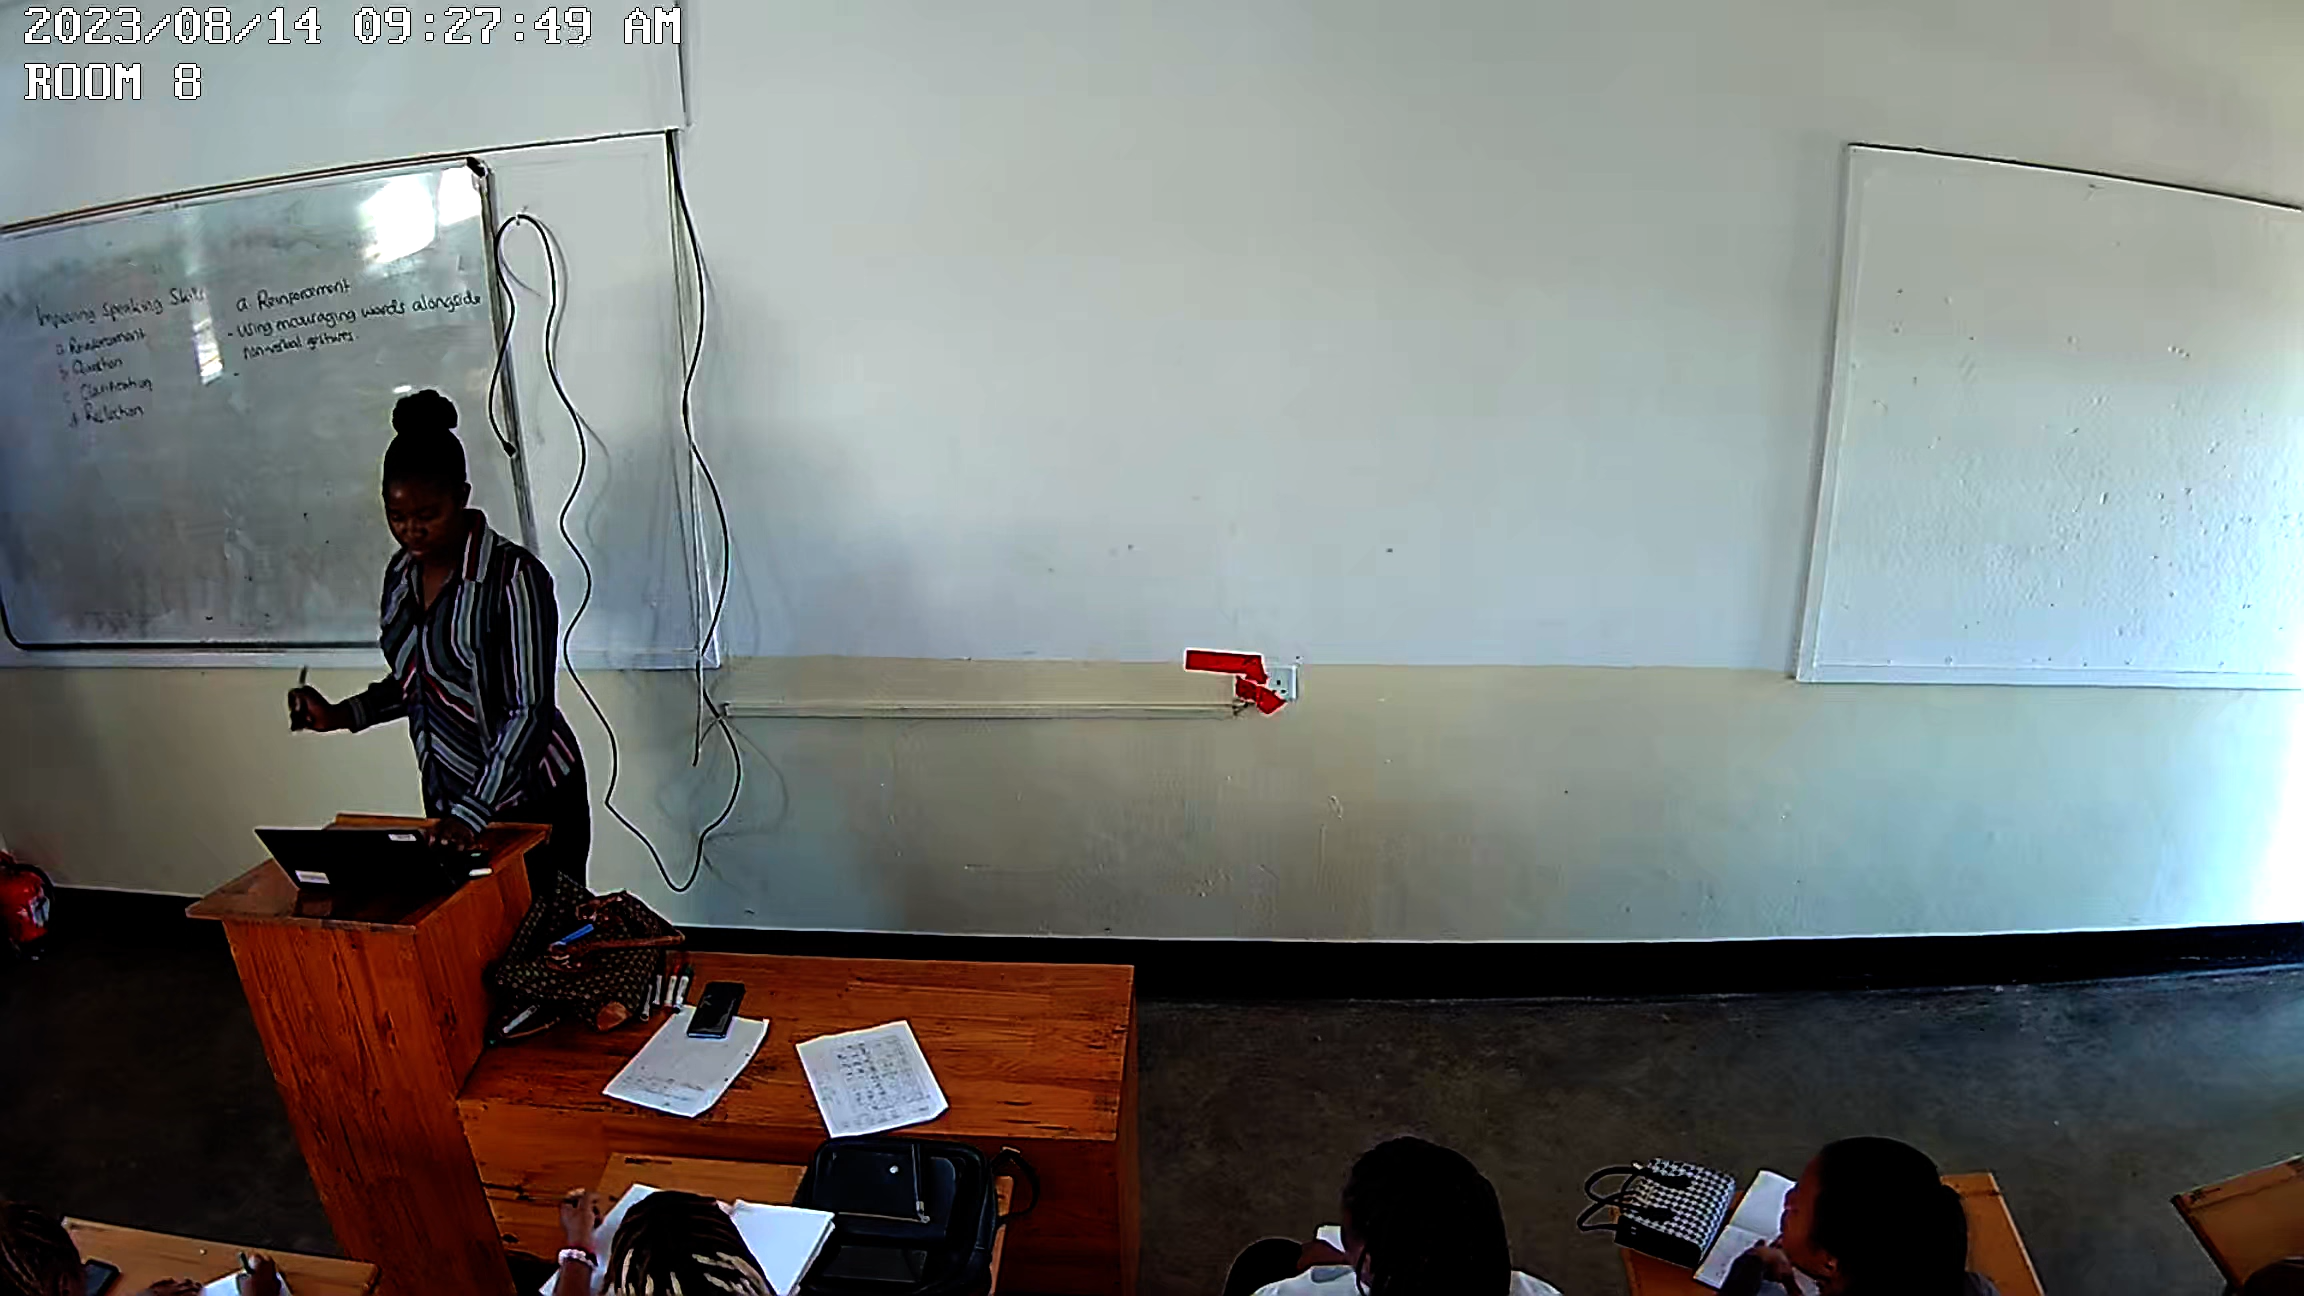 2023/08/14 09:27:49 AM
ROOM 8
Improving Speaking Skills
a Reinforcement
b Question
c Clarification
d Reflection
a Reinforcement
- Using encouraging words alongside
non-verbal gestures.